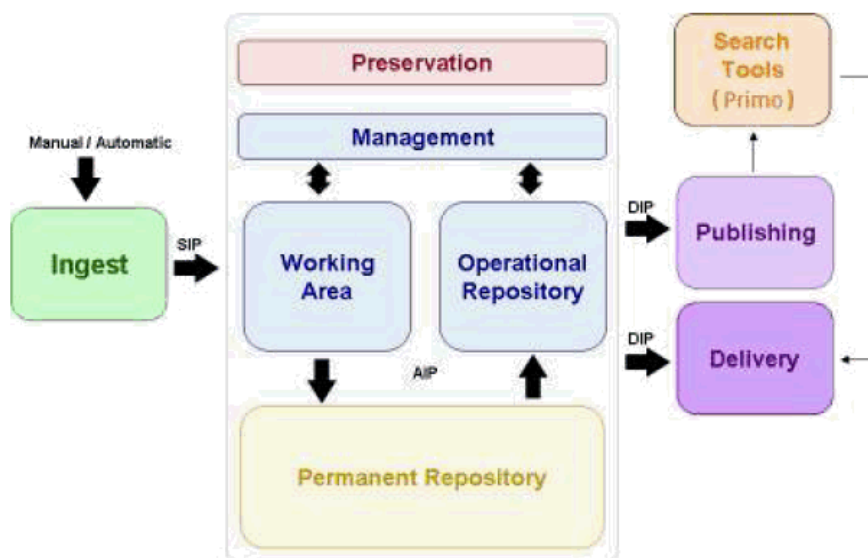 Preservation
Search
Tools
(Primo)
Management
Manual / Automatic
Ingest
SIP
Working
Area
Operational
Repository
DIP
Publishing
DIP
Delivery
AIP
Permanent Repository